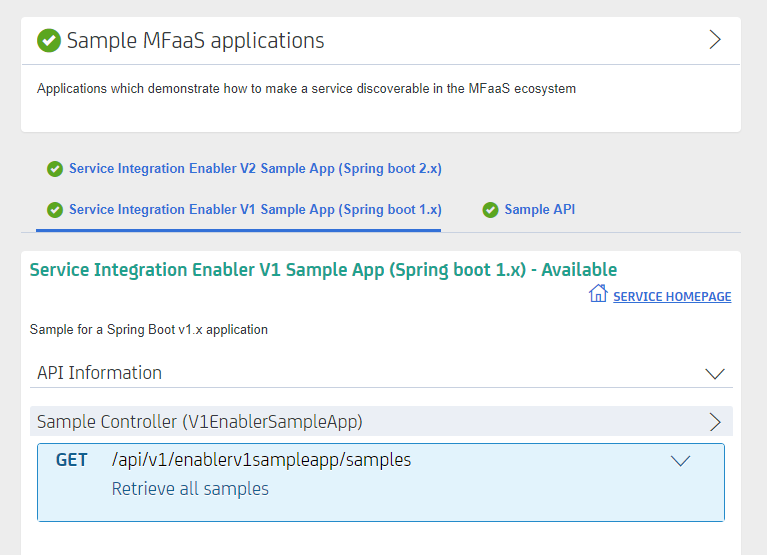 Sample MFaaS applications
Applications which demonstrate how to make a service discoverable in the MFaaS ecosystem
Service Integration Enabler V2 Sample App (Spring boot 2.x)
Service Integration Enabler V1 Sample App (Spring boot 1.x) Sample API
Service Integration Enabler V1 Sample App (Spring boot 1.x) - Available
SERVICE HOMEPAGE
Sample for a Spring Boot v1.x application
API Information
Sample Controller (V1EnablerSampleApp)
GET /api/v1/enablerv1sampleapp/samples
Retrieve all samples